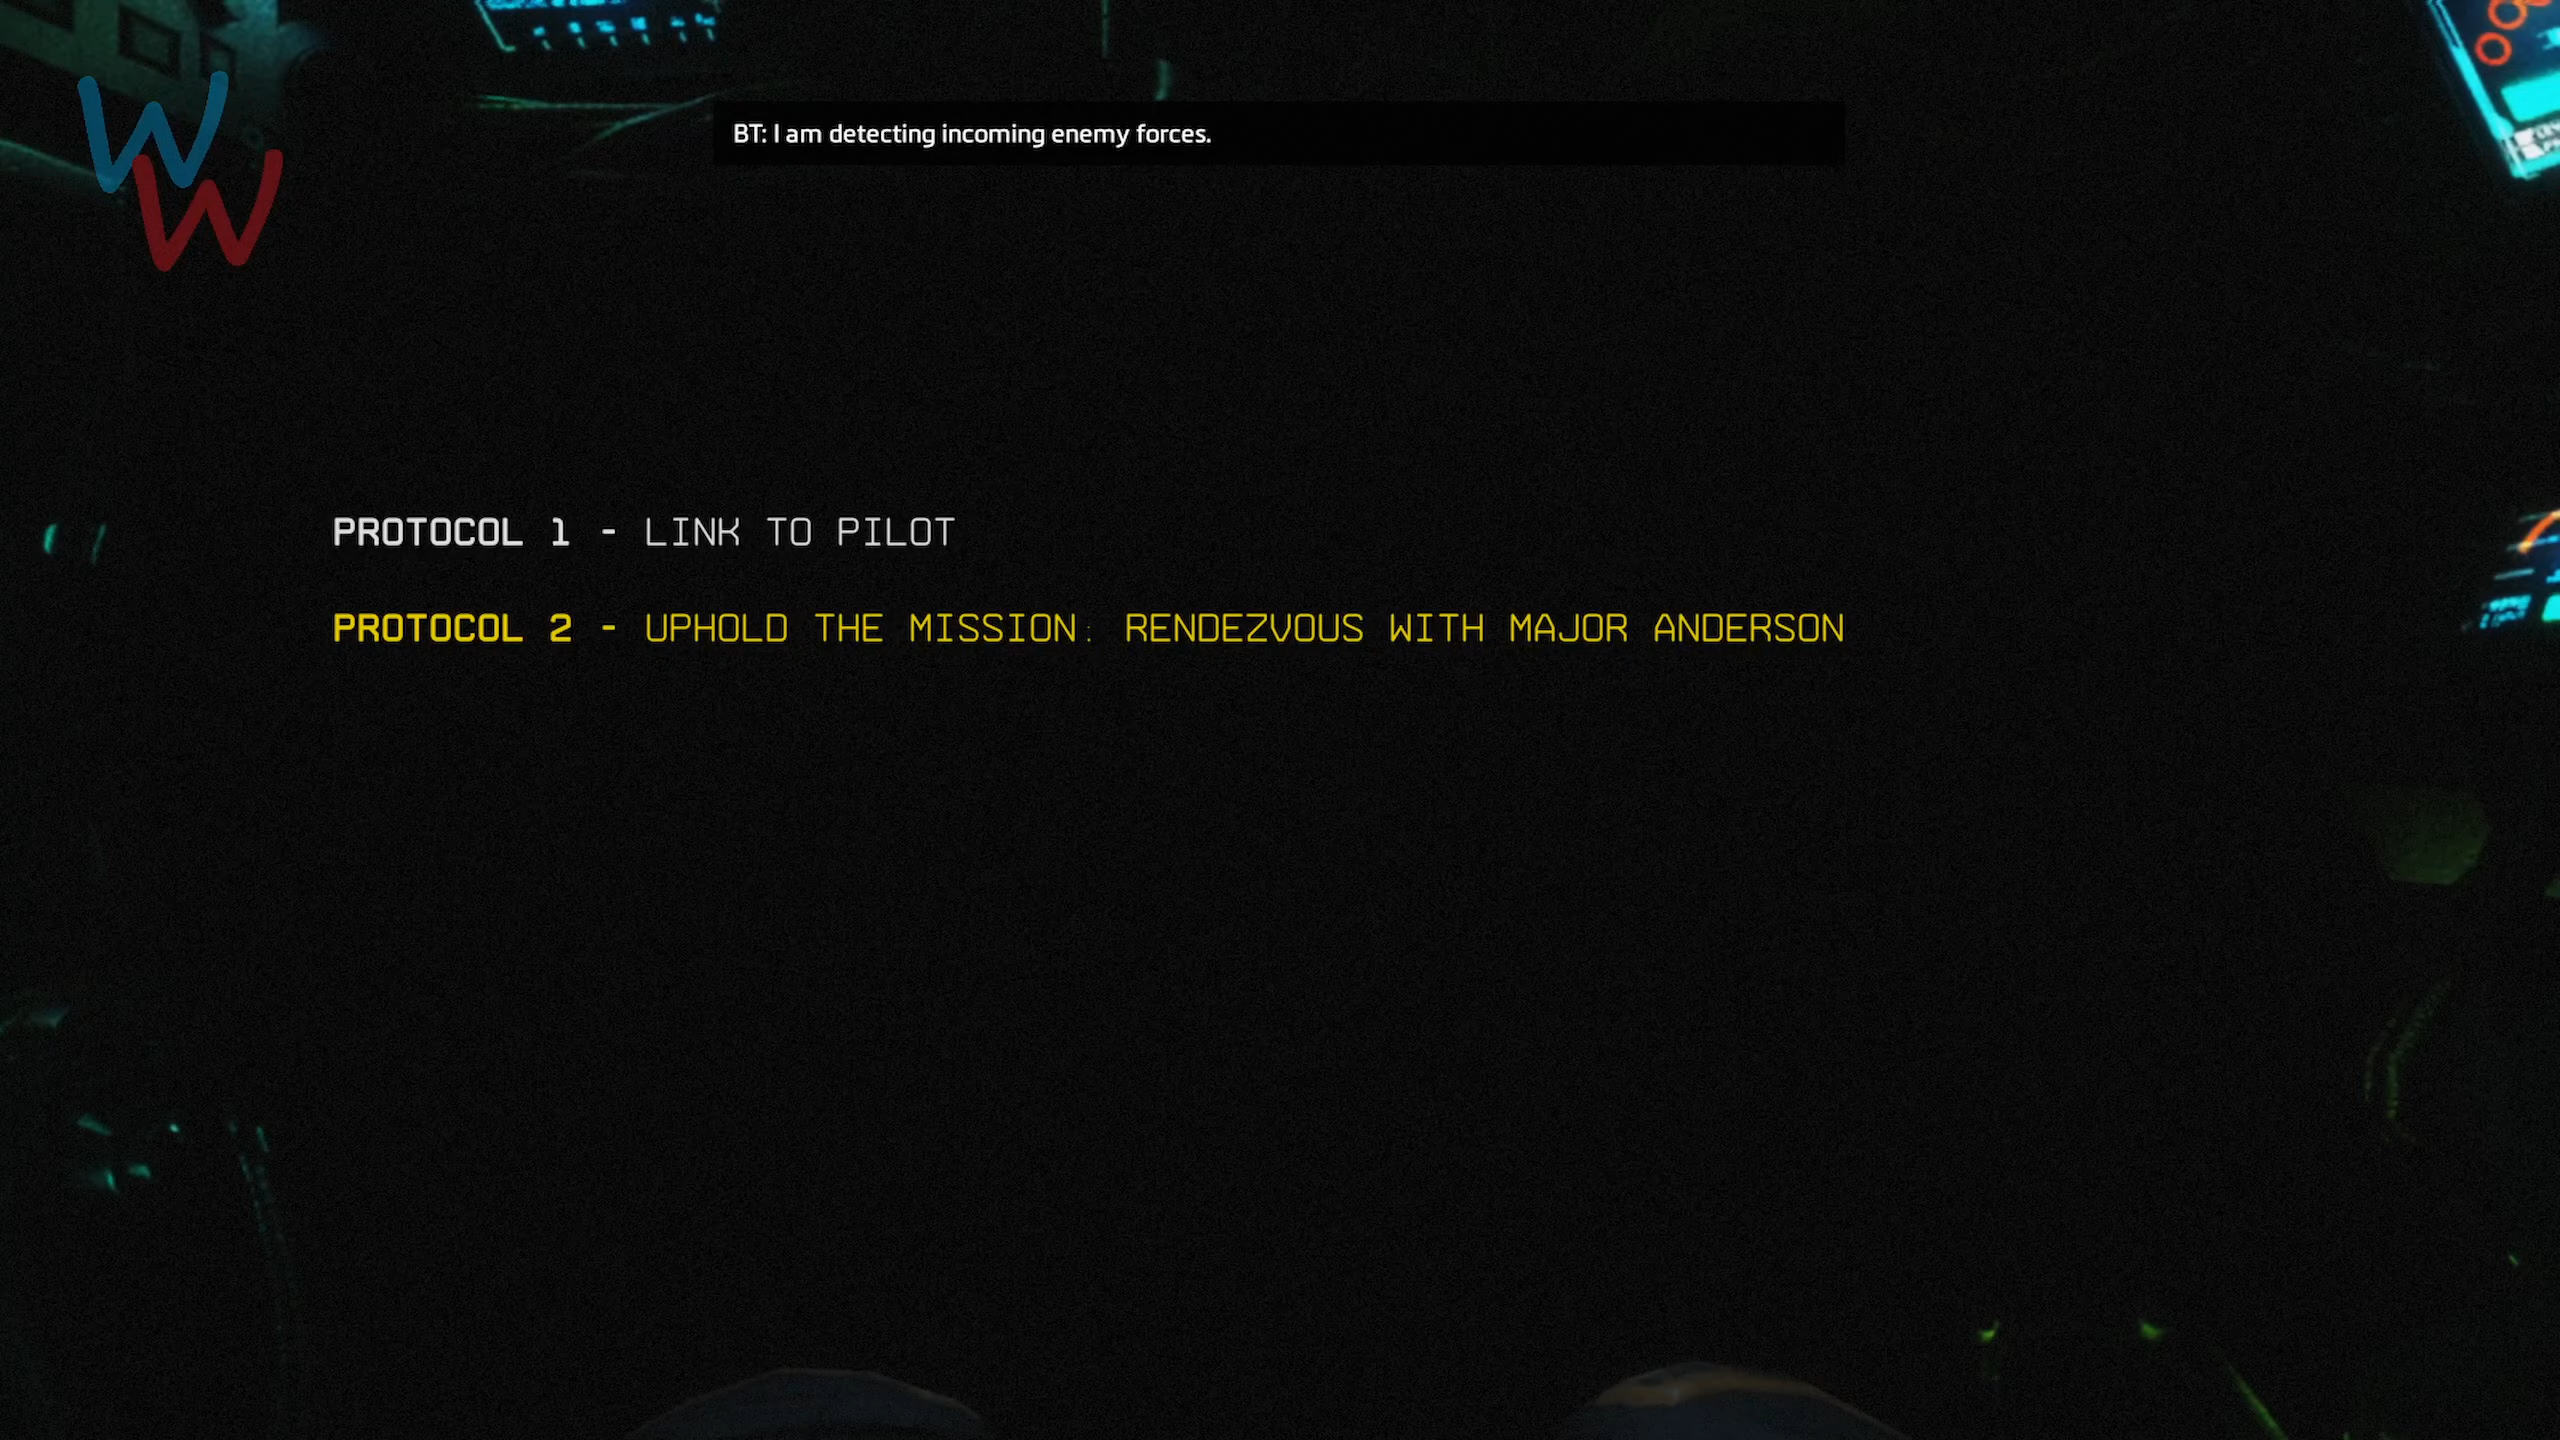 WW
BT: I am detecting incoming enemy forces.
PROTOCOL 1 - LINK TO PILOT
PROTOCOL 2 - UPHOLD THE MISSION: RENDEZVOUS WITH MAJOR ANDERSON